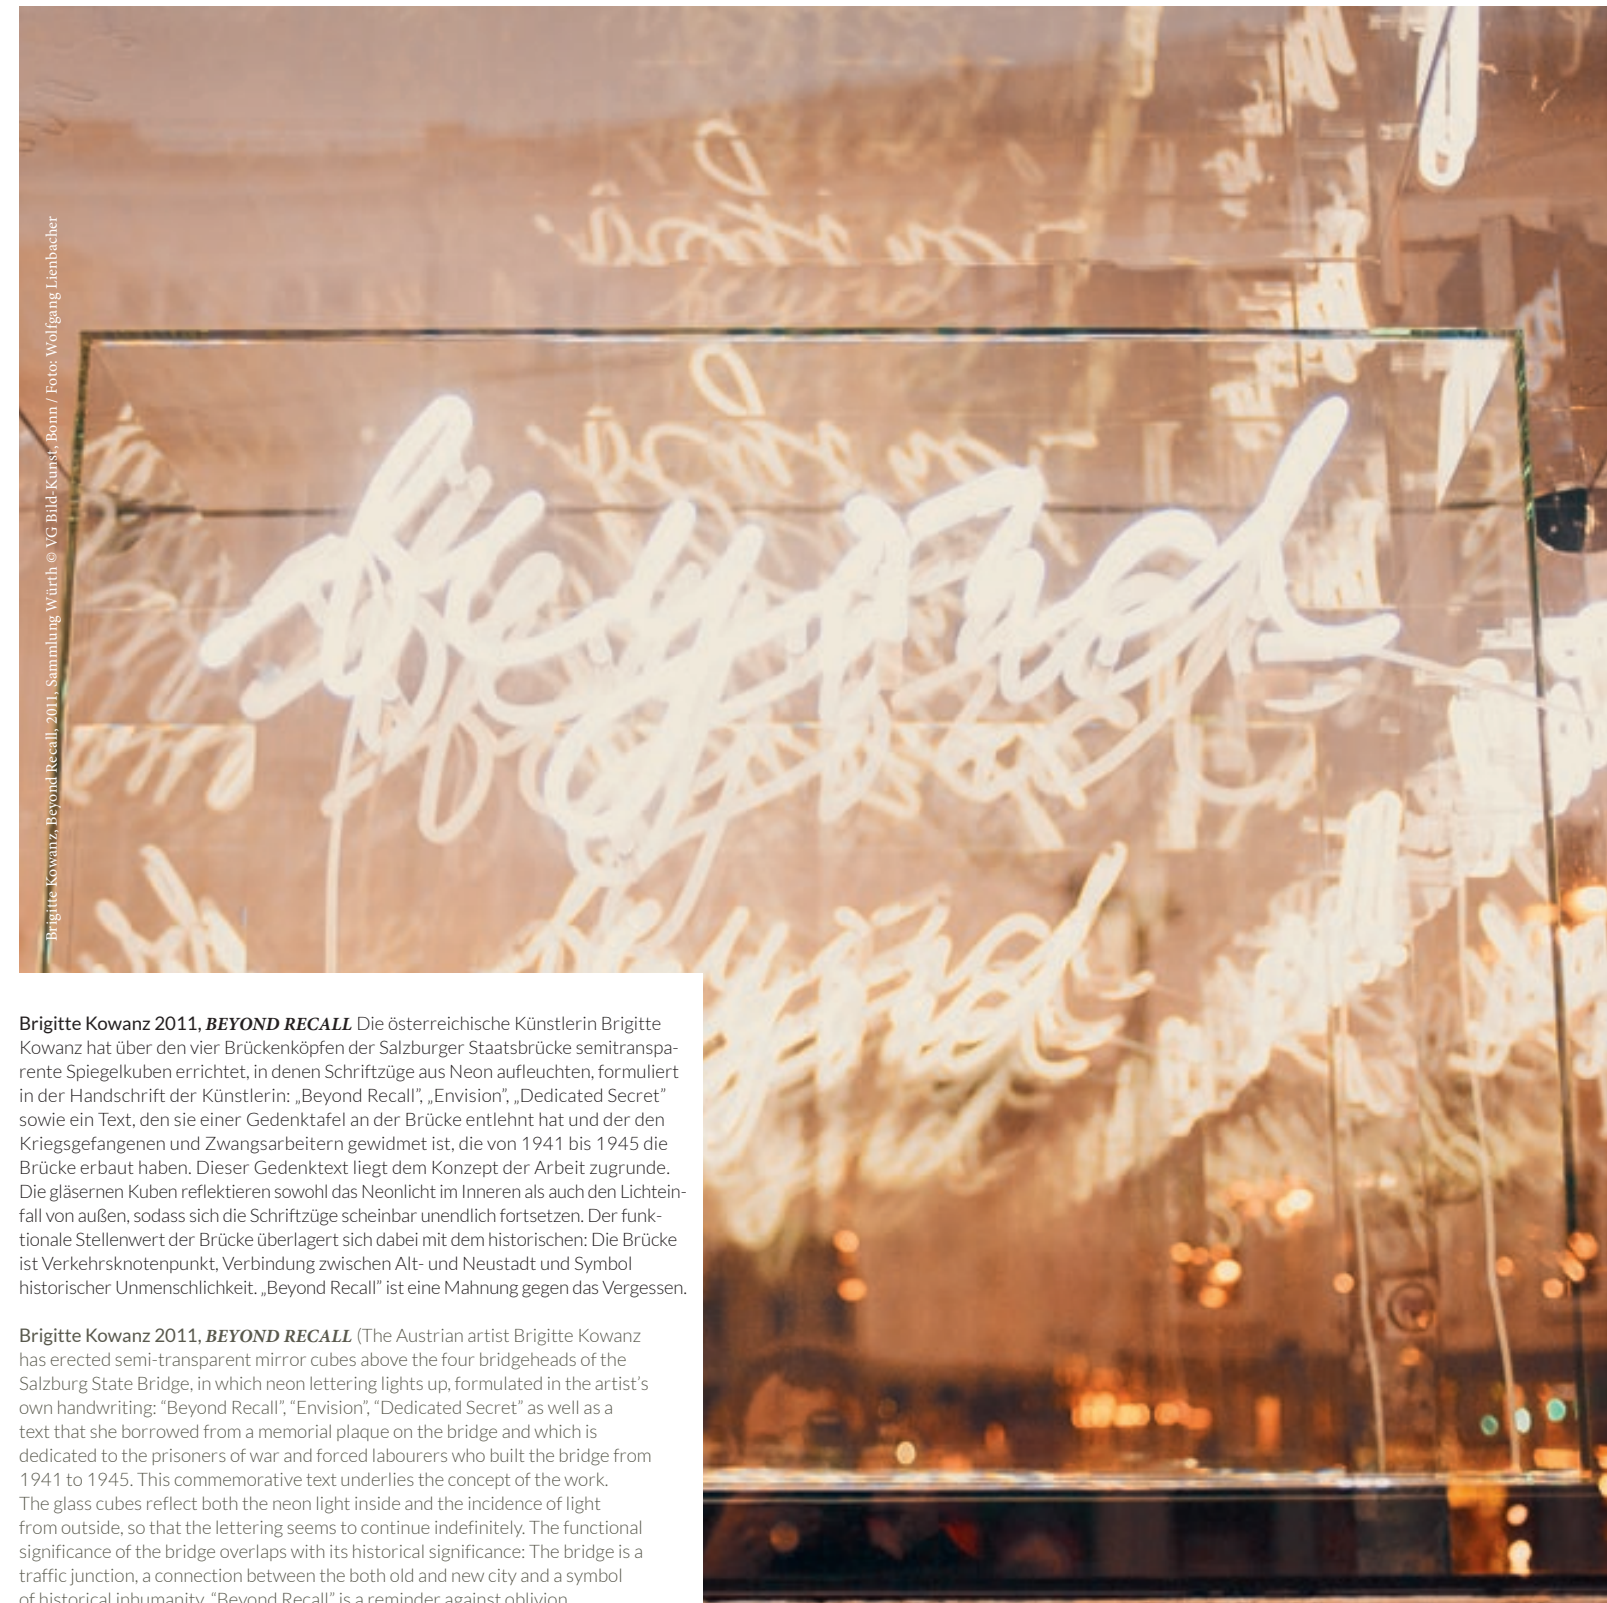 Brigitte Kowanz, Beyond Recall, 2011, Sammlung Würth © VG Bild-Kunst, Bonn / Foto: Wolfgang Lienbacher
beyond
Brigitte Kowanz 2011, BEYOND RECALL Die österreichische Künstlerin Brigitte
Kowanz hat über den vier Brückenköpfen der Salzburger Staatsbrücke semitranspa-
rente Spiegelkuben errichtet, in denen Schriftzüge aus Neon aufleuchten, formuliert
in der Handschrift der Künstlerin: „Beyond Recall”, „Envision”, „Dedicated Secret”
sowie ein Text, den sie einer Gedenktafel an der Brücke entlehnt hat und der den
Kriegsgefangenen und Zwangsarbeitern gewidmet ist, die von 1941 bis 1945 die
Brücke erbaut haben. Dieser Gedenktext liegt dem Konzept der Arbeit zugrunde.
Die gläsernen Kuben reflektieren sowohl das Neonlicht im Inneren als auch den Lichtein-
fall von außen, sodass sich die Schriftzüge scheinbar unendlich fortsetzen. Der funk-
tionale Stellenwert der Brücke überlagert sich dabei mit dem historischen: Die Brücke
ist Verkehrsknotenpunkt, Verbindung zwischen Alt- und Neustadt und Symbol
historischer Unmenschlichkeit. „Beyond Recall” ist eine Mahnung gegen das Vergessen.
Brigitte Kowanz 2011, BEYOND RECALL (The Austrian artist Brigitte Kowanz
has erected semi-transparent mirror cubes above the four bridgeheads of the
Salzburg State Bridge, in which neon lettering lights up, formulated in the artist’s
own handwriting: “Beyond Recall”, “Envision”, “Dedicated Secret” as well as a
text that she borrowed from a memorial plaque on the bridge and which is
dedicated to the prisoners of war and forced labourers who built the bridge from
1941 to 1945. This commemorative text underlies the concept of the work.
The glass cubes reflect both the neon light inside and the incidence of light
from outside, so that the lettering seems to continue indefinitely. The functional
significance of the bridge overlaps with its historical significance: The bridge is a
traffic junction, a connection between the both old and new city and a symbol
of historical inhumanity. “Beyond Recall” is a reminder against oblivion.